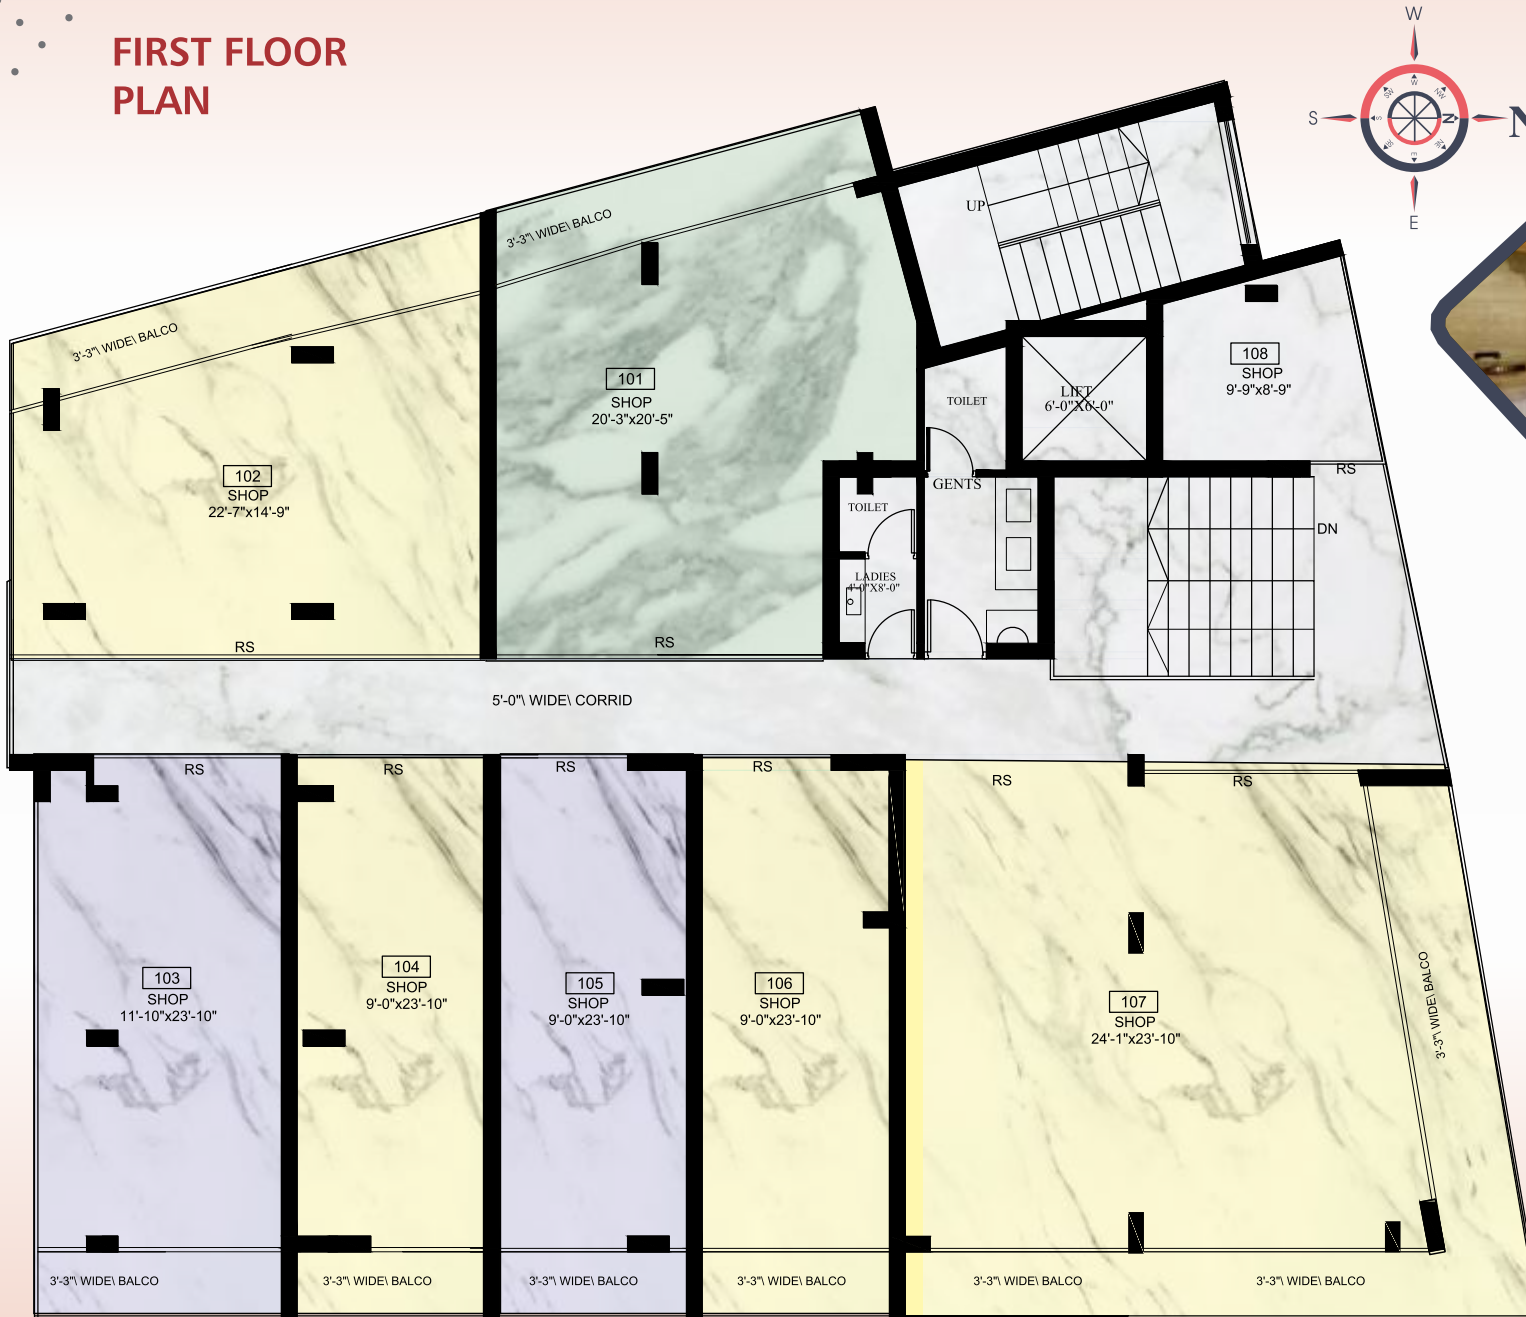 FIRST FLOOR
PLAN
W
S
N
E
W
SW
NW
S
N
E
3'-3"\ WIDE\ BALCO
3'-3"\ WIDE\ BALCO
UP
101
SHOP
20'-3"x20'-5"
102
SHOP
22'-7"x14'-9"
108
SHOP
9'-9"x8'-9"
LIFT
6'-0"X6'-0"
TOILET
GENTS
TOILET
LADIES
4'-0"X8'-0"
RS
DN
RS
RS
5'-0"\ WIDE\ CORRID
RS
RS
RS
RS
RS
RS
103
SHOP
11'-10"x23'-10"
104
SHOP
9'-0"x23'-10"
105
SHOP
9'-0"x23'-10"
106
SHOP
9'-0"x23'-10"
107
SHOP
24'-1"x23'-10"
3'-3"\ WIDE\ BALCO
3'-3"\ WIDE\ BALCO
3'-3"\ WIDE\ BALCO
3'-3"\ WIDE\ BALCO
3'-3"\ WIDE\ BALCO
3'-3"\ WIDE\ BALCO
3'-3"\ WIDE\ BALCO